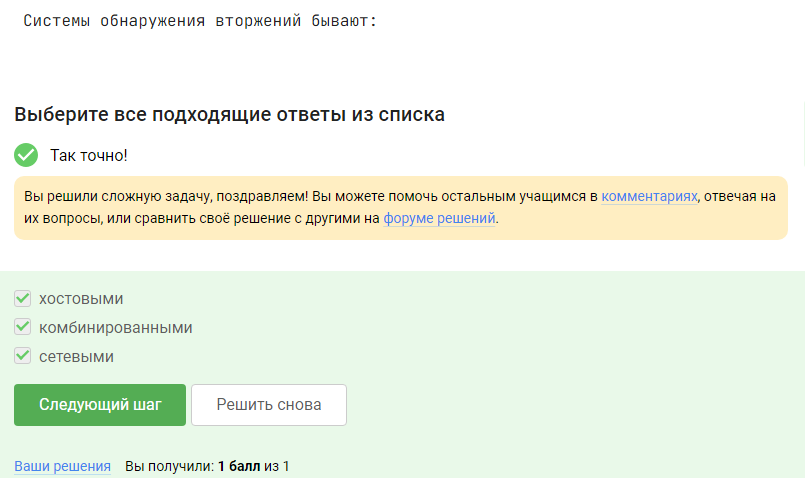 Системы обнаружения вторжений бывают:
Выберите все подходящие ответы из списка
Так точно!
Вы решили сложную задачу, поздравляем! Вы можете помочь остальным учащимся в комментариях, отвечая на
их вопросы, или сравнить своё решение с другими на форуме решений.
хостовыми
комбинированными
сетевыми
Следующий шаг
Решить снова
Ваши решения Вы получили: 1 балл из 1